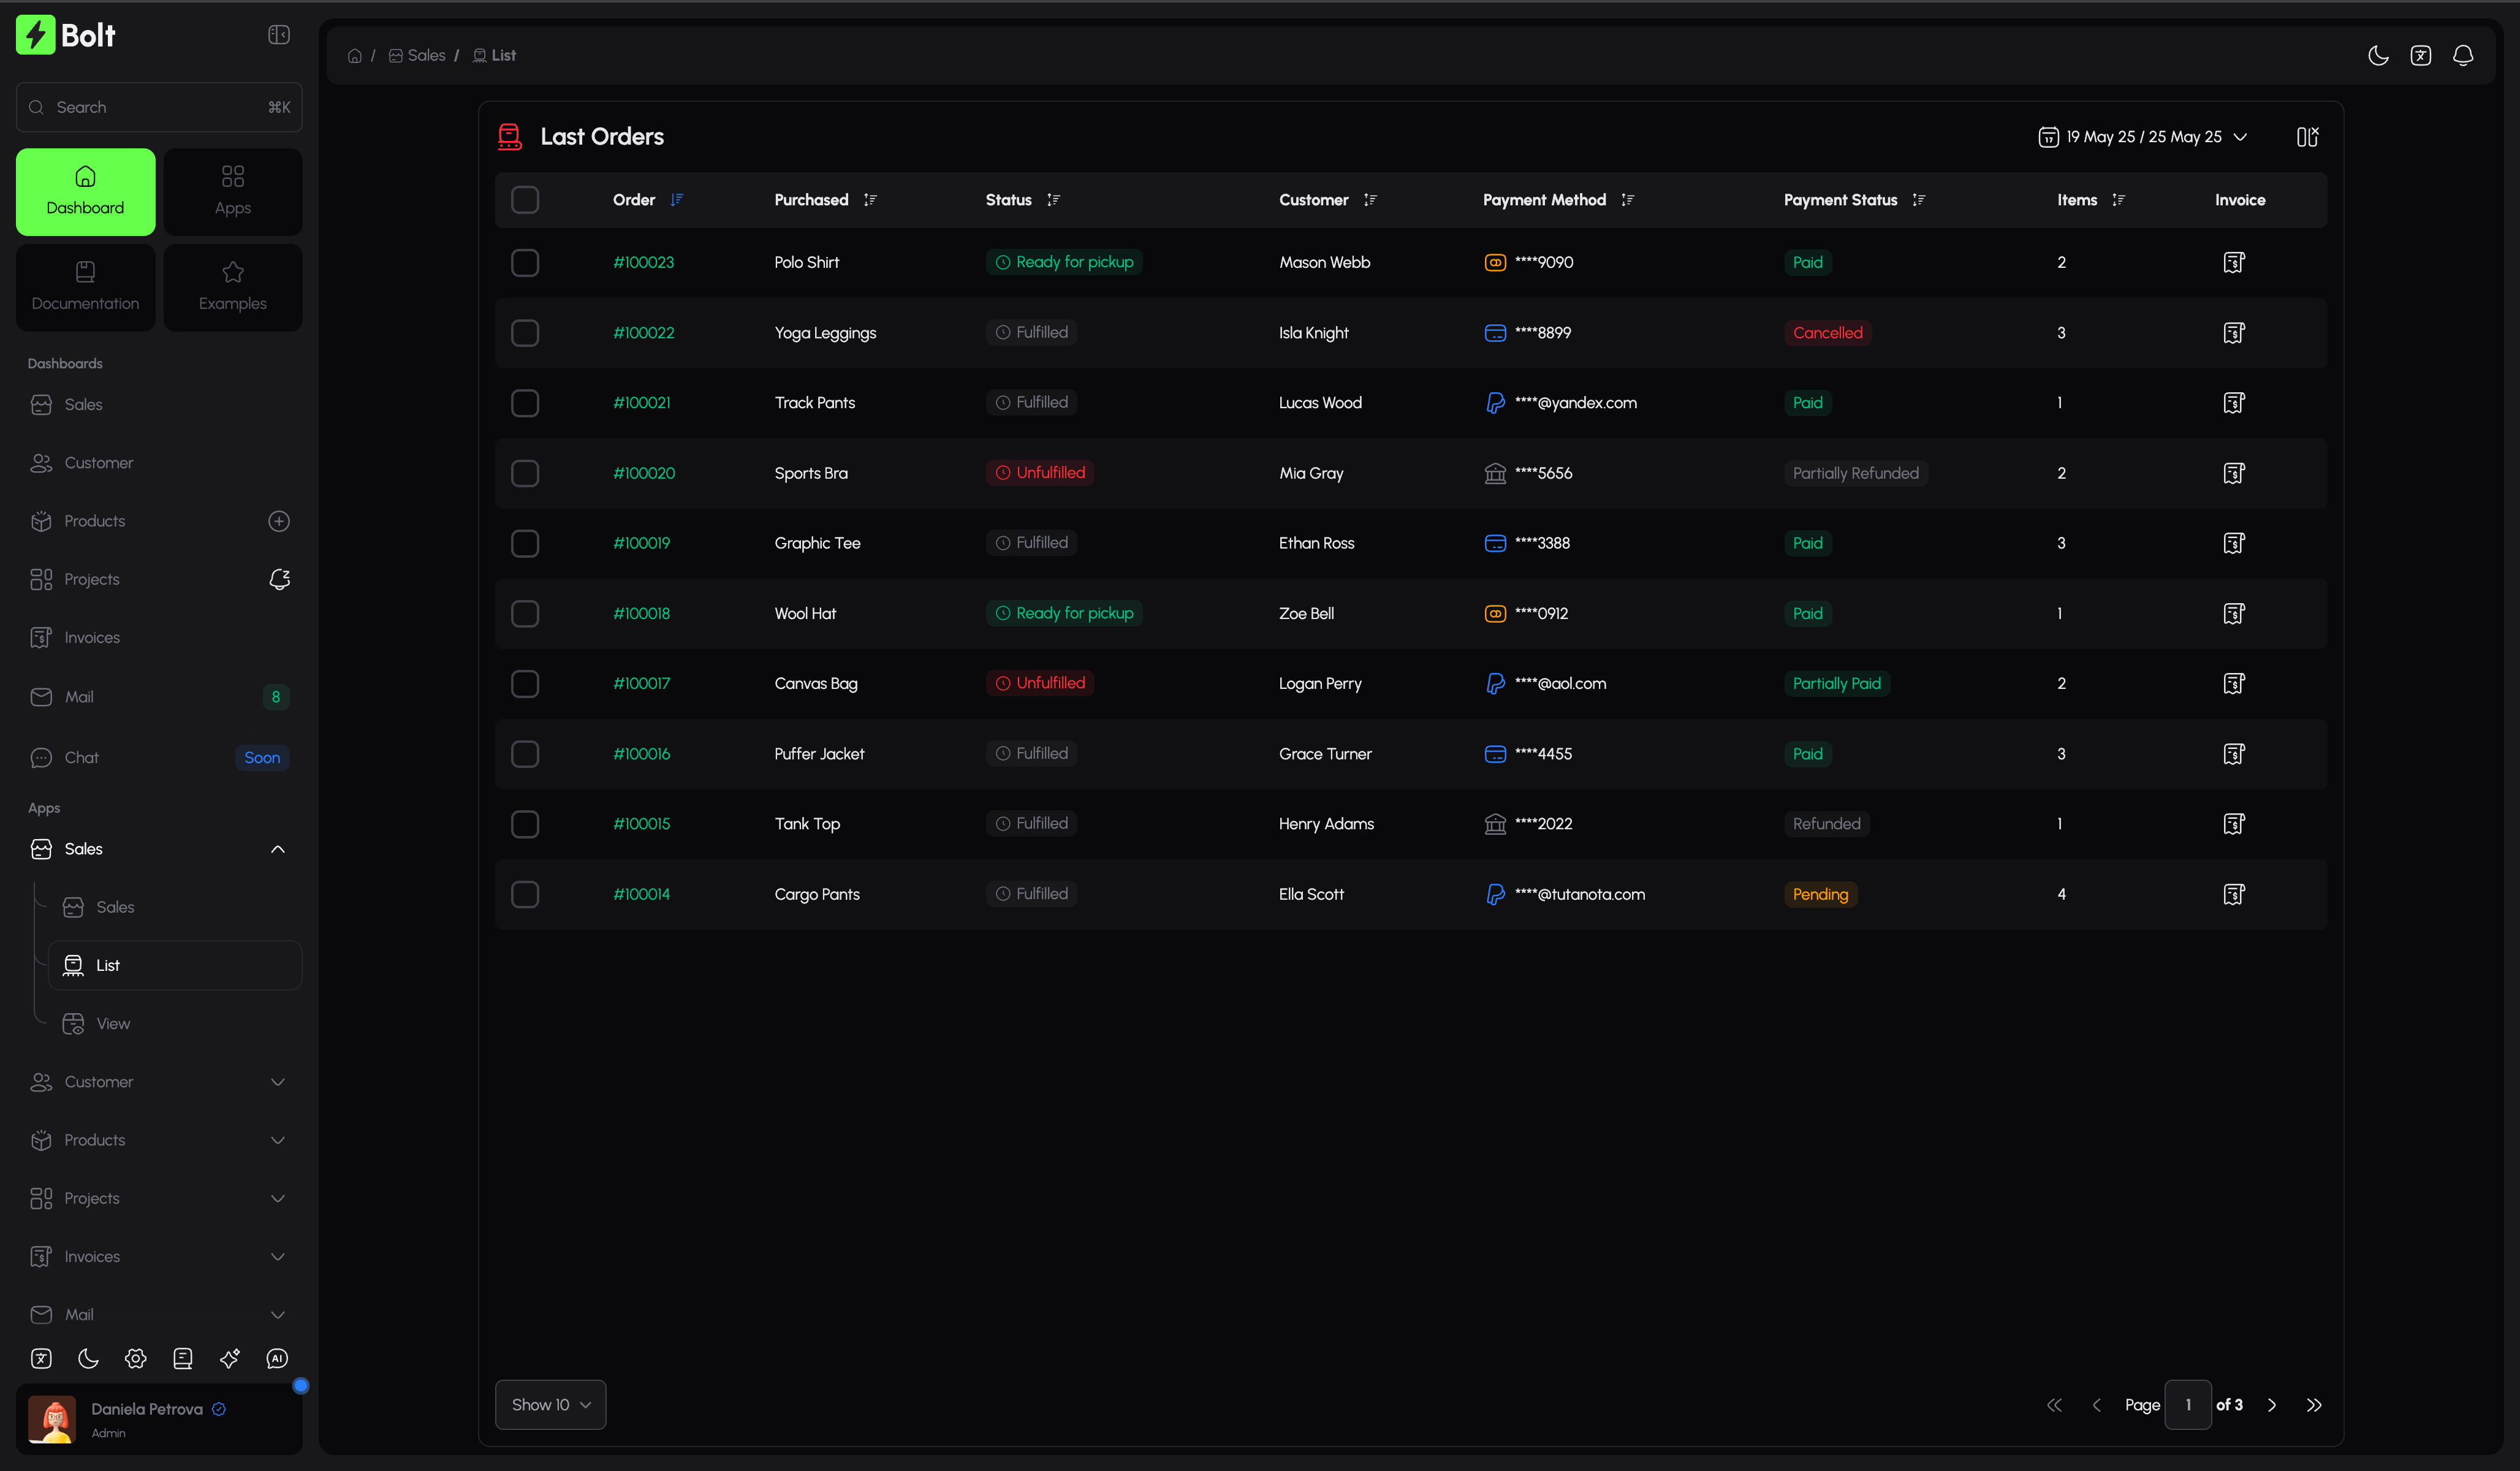 Bolt
Search ⌘K
Dashboard Apps
Documentation Examples
Dashboards
Sales
Customer
Products
Projects
Invoices
Mail 8
Chat Soon
Apps
Sales
Sales
List
View
Customer
Products
Projects
Invoices
Mail
Daniela Petrova
Admin
/ Sales / List
Last Orders 19 May 25 / 25 May 25
Order Purchased Status Customer Payment Method Payment Status Items Invoice
#100023 Polo Shirt Ready for pickup Mason Webb ****9090 Paid 2
#100022 Yoga Leggings Fulfilled Isla Knight ****8899 Cancelled 3
#100021 Track Pants Fulfilled Lucas Wood ****@yandex.com Paid 1
#100020 Sports Bra Unfulfilled Mia Gray ****5656 Partially Refunded 2
#100019 Graphic Tee Fulfilled Ethan Ross ****3388 Paid 3
#100018 Wool Hat Ready for pickup Zoe Bell ****0912 Paid 1
#100017 Canvas Bag Unfulfilled Logan Perry ****@aol.com Partially Paid 2
#100016 Puffer Jacket Fulfilled Grace Turner ****4455 Paid 3
#100015 Tank Top Fulfilled Henry Adams ****2022 Refunded 1
#100014 Cargo Pants Fulfilled Ella Scott ****@tutanota.com Pending 4
Show 10 Page 1 of 3